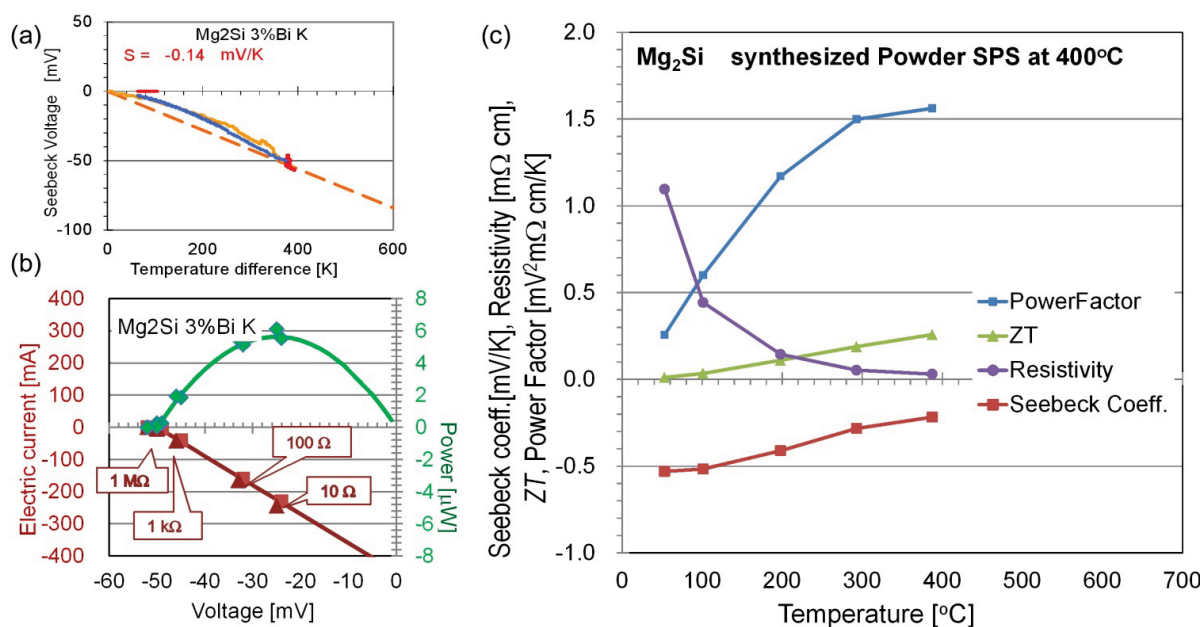 (a)
Mg2Si 3%Bi K
S = -0.14 mV/K
50
0
-50
-100
Seebeck Voltage [mV]
0 200 400 600
Temperature difference [K]
(b)
Mg2Si 3%Bi K
400
300
200
100
0
-100
-200
-300
-400
Electric current [mA]
8
6
4
2
0
-2
-4
-6
-8
Power [μW]
100 Ω
1 MΩ
10 Ω
1 kΩ
-60 -50 -40 -30 -20 -10 0
Voltage [mV]
(c)
Mg₂Si synthesized Powder SPS at 400°C
Seebeck coeff.[mV/K], Resistivity [mΩ cm],
ZT, Power Factor [mV²mΩ cm/K]
2.0
1.5
1.0
0.5
0.0
-0.5
-1.0
PowerFactor
ZT
Resistivity
Seebeck Coeff.
0 100 200 300 400 500 600 700
Temperature [°C]